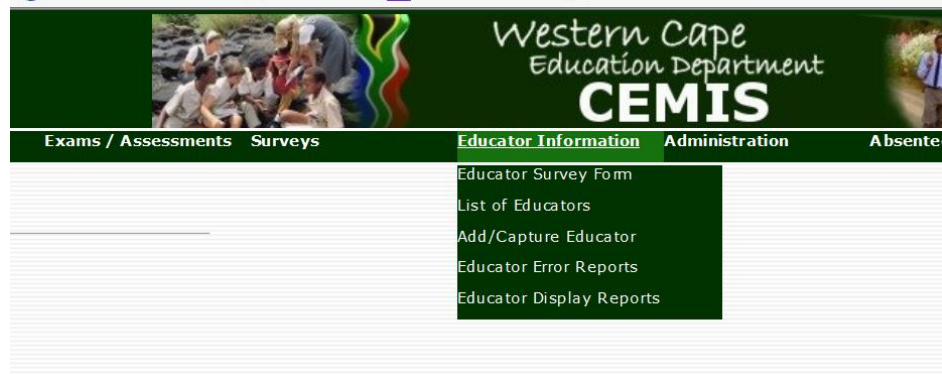 Western Cape
Education Department
CEMIS
Exams / Assessments Surveys Educator Information Administration Absente
Educator Survey Form
List of Educators
Add/Capture Educator
Educator Error Reports
Educator Display Reports